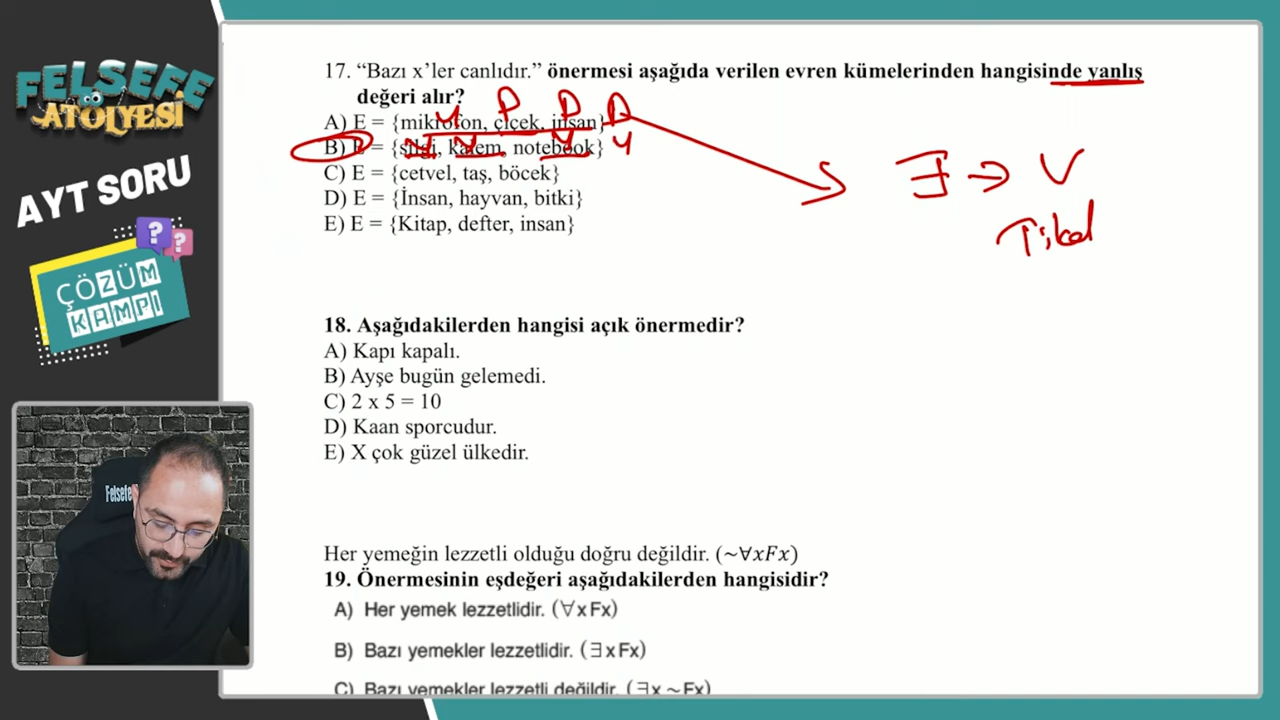 FELSEFE
ATÖLYESİ
AYT SORU
? ?
ÇÖZÜM
KAMPI
Felsefe
17. “Bazı x’ler canlıdır.” önermesi aşağıda verilen evren kümelerinden hangisinde yanlış
değeri alır?
Y D D D
A) E = {mikrofon, çiçek, insan}
B) E = {silgi, kalem, notebook} Y
C) E = {cetvel, taş, böcek}
D) E = {İnsan, hayvan, bitki}
E) E = {Kitap, defter, insan}
∃ → V
Tikel
18. Aşağıdakilerden hangisi açık önermedir?
A) Kapı kapalı.
B) Ayşe bugün gelemedi.
C) 2 x 5 = 10
D) Kaan sporcudur.
E) X çok güzel ülkedir.
Her yemeğin lezzetli olduğu doğru değildir. (~∀xFx)
19. Önermesinin eşdeğeri aşağıdakilerden hangisidir?
A) Her yemek lezzetlidir. (∀x Fx)
B) Bazı yemekler lezzetlidir. (∃x Fx)
C) Bazı yemekler lezzetli değildir. (∃x ~Fx)